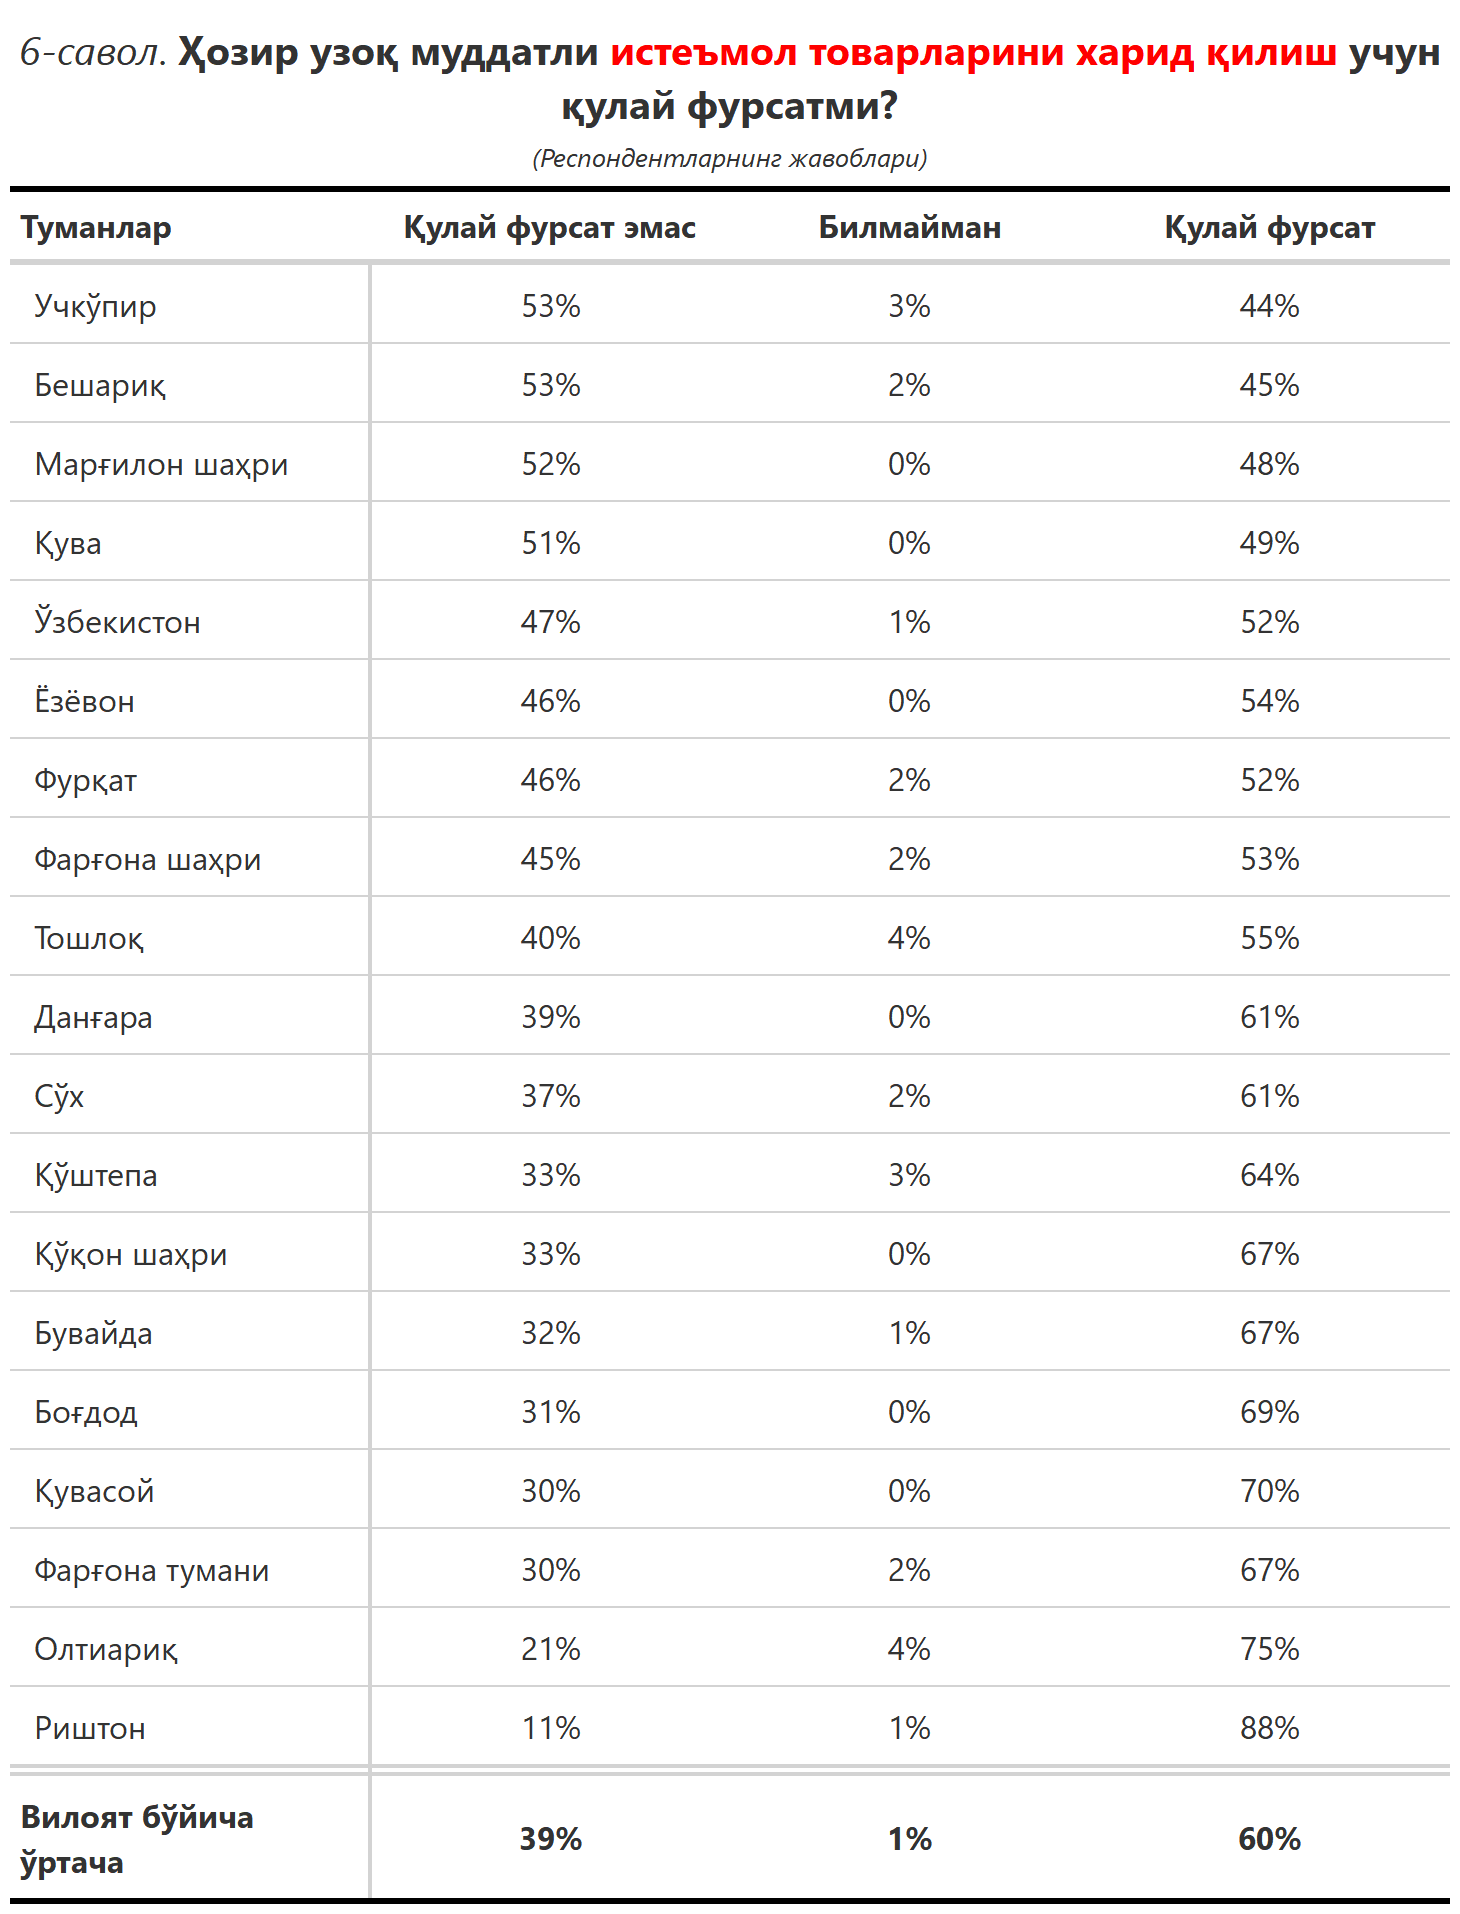 6-савол. Ҳозир узоқ муддатли истеъмол товарларини харид қилиш учун
қулай фурсатми?
(Респондентларнинг жавоблари)
Туманлар Қулай фурсат эмас Билмайман Қулай фурсат
Учкўпир 53% 3% 44%
Бешариқ 53% 2% 45%
Марғилон шаҳри 52% 0% 48%
Қува 51% 0% 49%
Ўзбекистон 47% 1% 52%
Ёзёвон 46% 0% 54%
Фурқат 46% 2% 52%
Фарғона шаҳри 45% 2% 53%
Тошлоқ 40% 4% 55%
Данғара 39% 0% 61%
Сўх 37% 2% 61%
Қўштепа 33% 3% 64%
Қўқон шаҳри 33% 0% 67%
Бувайда 32% 1% 67%
Боғдод 31% 0% 69%
Қувасой 30% 0% 70%
Фарғона тумани 30% 2% 67%
Олтиариқ 21% 4% 75%
Риштон 11% 1% 88%
Вилоят бўйича
ўртача 39% 1% 60%